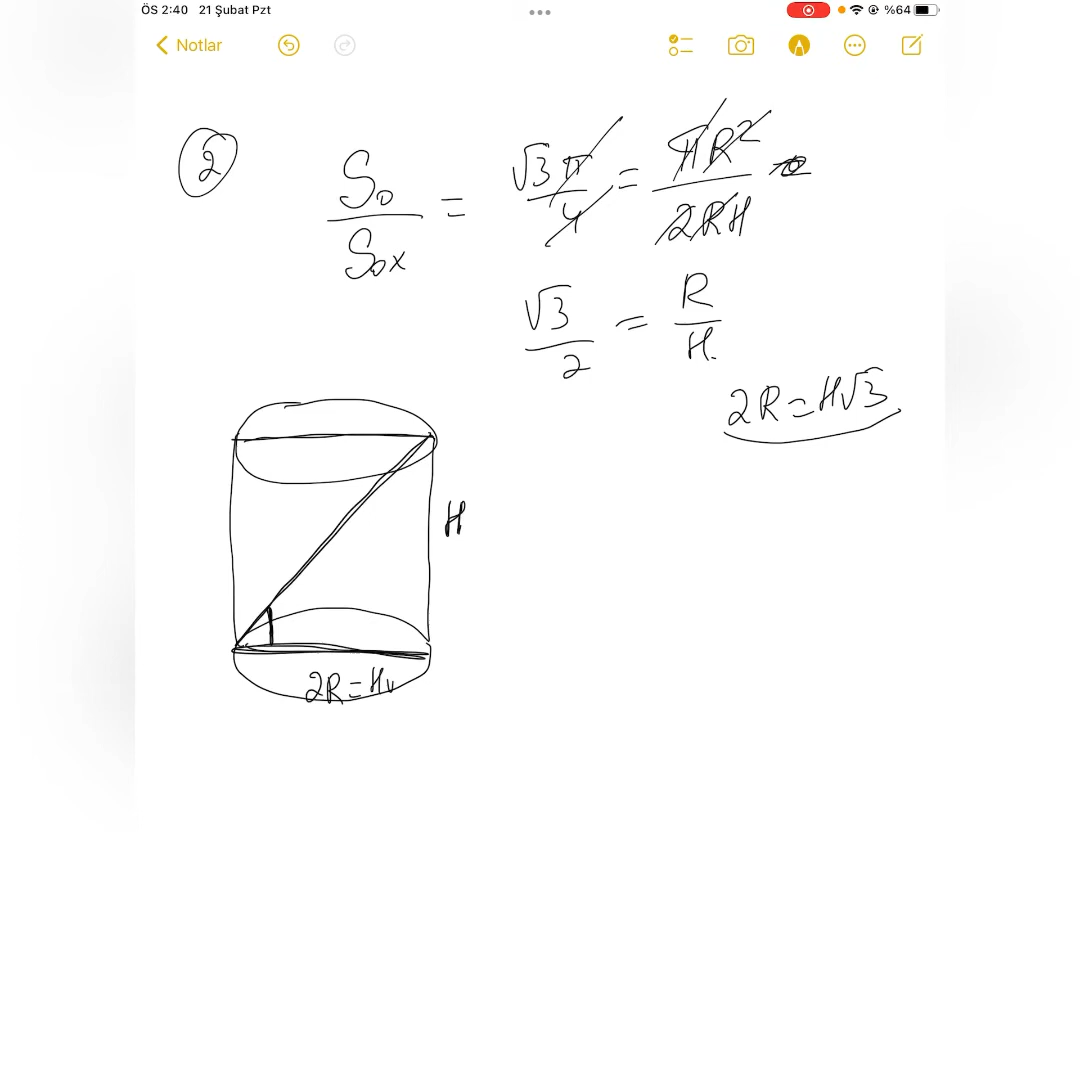 ÖS 2:40 21 Şubat Pzt
%64
Notlar
2
S₀/S₀ₓ = √3π/4 = πR²/2RH
√3/2 = R/H.
2R=H√3
H
2R=H